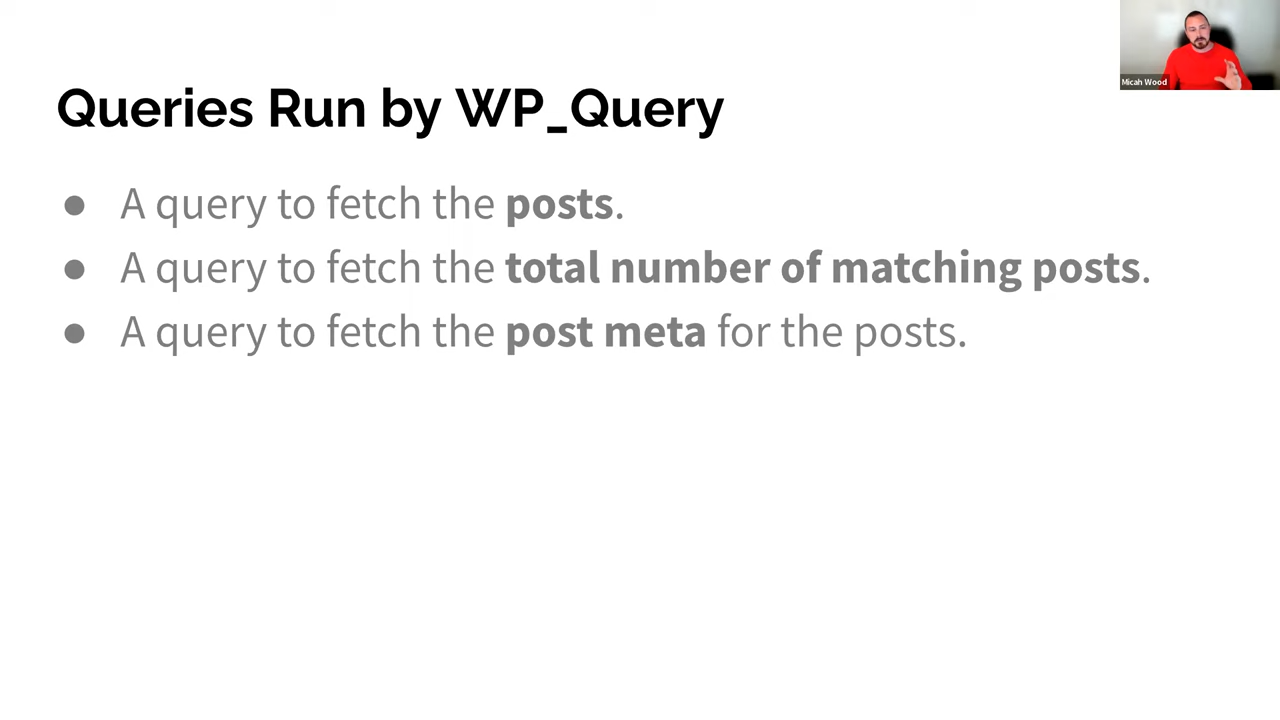 Micah Wood
Queries Run by WP_Query
● A query to fetch the posts.
● A query to fetch the total number of matching posts.
● A query to fetch the post meta for the posts.